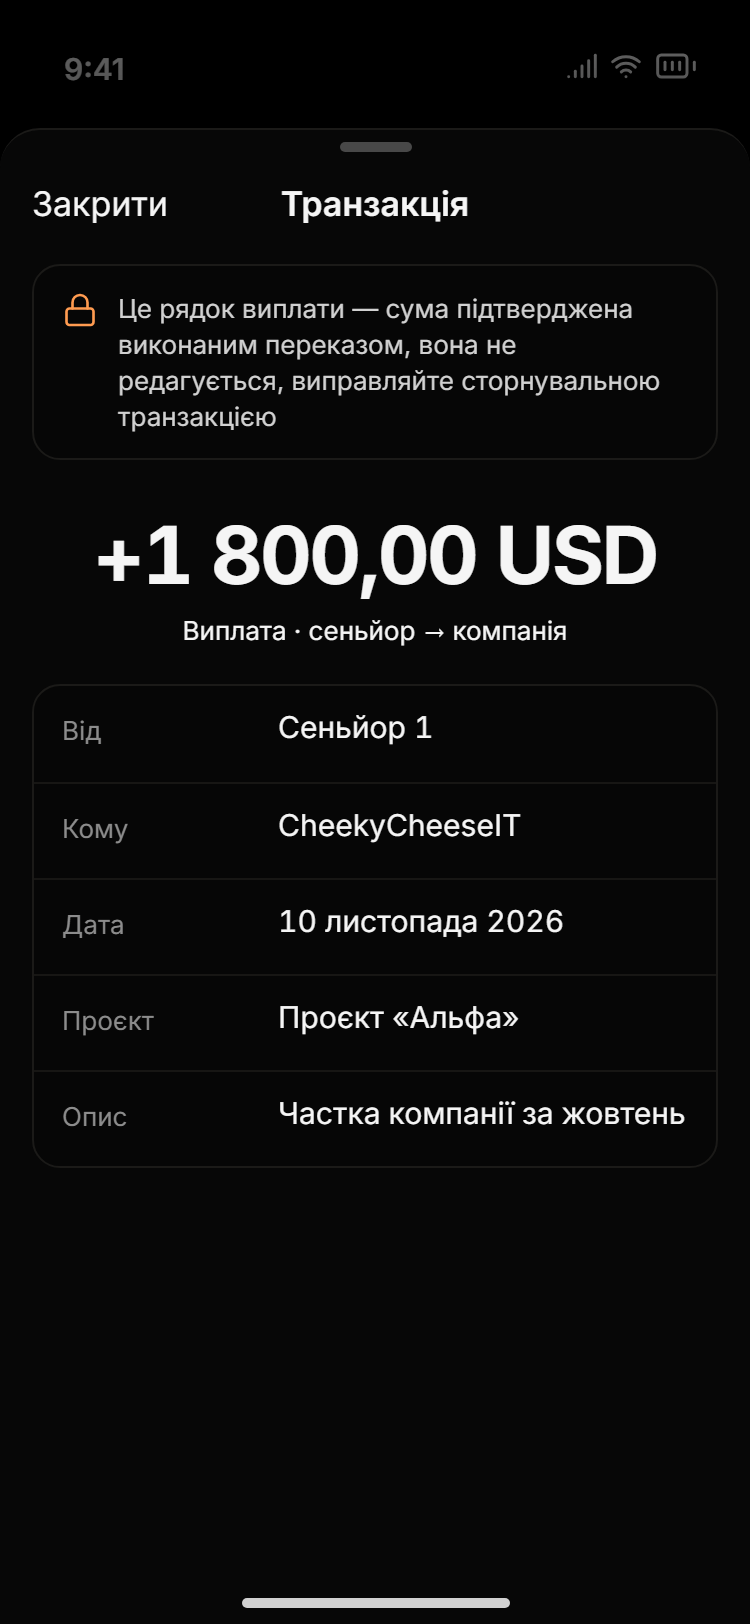 9:41
Закрити
Транзакція
Це рядок виплати — сума підтверджена
виконаним переказом, вона не
редагується, виправляйте сторнувальною
транзакцією
+1 800,00 USD
Виплата · сеньйор → компанія
Від
Сеньйор 1
Кому
CheekyCheeseIT
Дата
10 листопада 2026
Проєкт
Проєкт «Альфа»
Опис
Частка компанії за жовтень